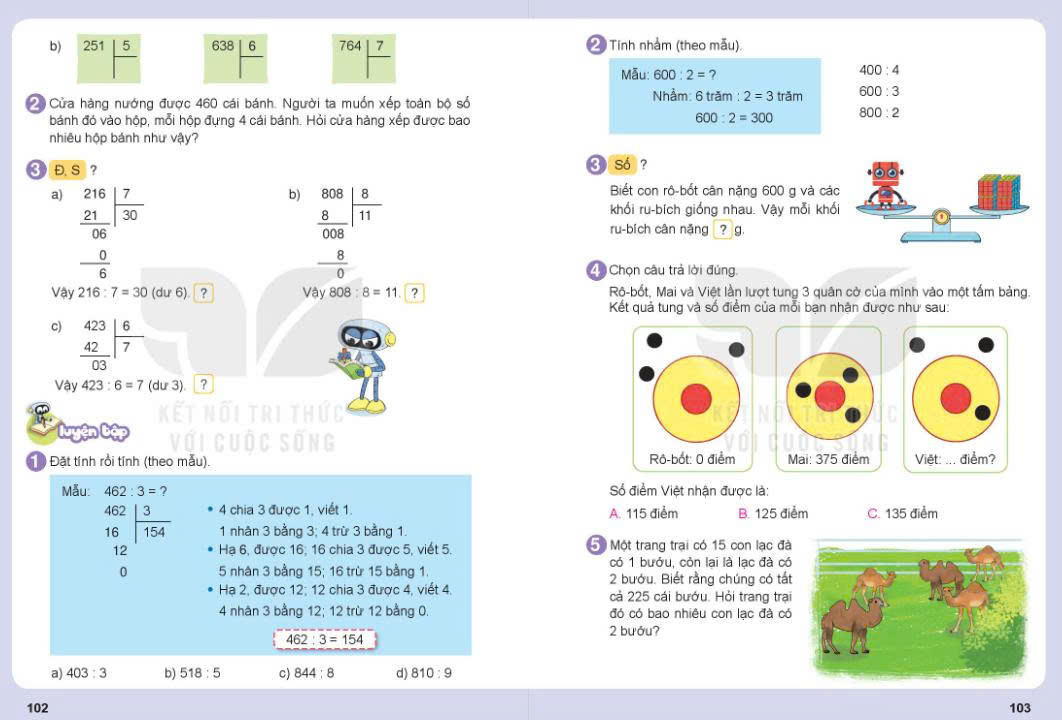 b) 251 5 638 6 764 7
2 Cửa hàng nướng được 460 cái bánh. Người ta muốn xếp toàn bộ số
bánh đó vào hộp, mỗi hộp đựng 4 cái bánh. Hỏi cửa hàng xếp được bao
nhiêu hộp bánh như vậy?
3 Đ, S ?
a) 216 7
21 30
06
0
6
Vậy 216 : 7 = 30 (dư 6). ?
b) 808 8
8 11
008
8
0
Vậy 808 : 8 = 11. ?
c) 423 6
42 7
03
Vậy 423 : 6 = 7 (dư 3). ?
luyện tập
1 Đặt tính rồi tính (theo mẫu).
Mẫu: 462 : 3 = ?
462 3
16 154
12
0
• 4 chia 3 được 1, viết 1.
1 nhân 3 bằng 3; 4 trừ 3 bằng 1.
• Hạ 6, được 16; 16 chia 3 được 5, viết 5.
5 nhân 3 bằng 15; 16 trừ 15 bằng 1.
• Hạ 2, được 12; 12 chia 3 được 4, viết 4.
4 nhân 3 bằng 12; 12 trừ 12 bằng 0.
462 : 3 = 154
a) 403 : 3 b) 518 : 5 c) 844 : 8 d) 810 : 9
102
2 Tính nhẩm (theo mẫu).
Mẫu: 600 : 2 = ?
Nhẩm: 6 trăm : 2 = 3 trăm
600 : 2 = 300
400 : 4
600 : 3
800 : 2
3 Số ?
Biết con rô-bốt cân nặng 600 g và các
khối ru-bích giống nhau. Vậy mỗi khối
ru-bích cân nặng ? g.
4 Chọn câu trả lời đúng.
Rô-bốt, Mai và Việt lần lượt tung 3 quân cờ của mình vào một tấm bảng.
Kết quả tung và số điểm của mỗi bạn nhận được như sau:
Rô-bốt: 0 điểm Mai: 375 điểm Việt: ... điểm?
Số điểm Việt nhận được là:
A. 115 điểm B. 125 điểm C. 135 điểm
5 Một trang trại có 15 con lạc đà
có 1 bướu, còn lại là lạc đà có
2 bướu. Biết rằng chúng có tất
cả 225 cái bướu. Hỏi trang trại
đó có bao nhiêu con lạc đà có
2 bướu?
103
KẾT NỐI TRI THỨC
VỚI CUỘC SỐNG
KẾT NỐI TRI THỨC
VỚI CUỘC SỐNG